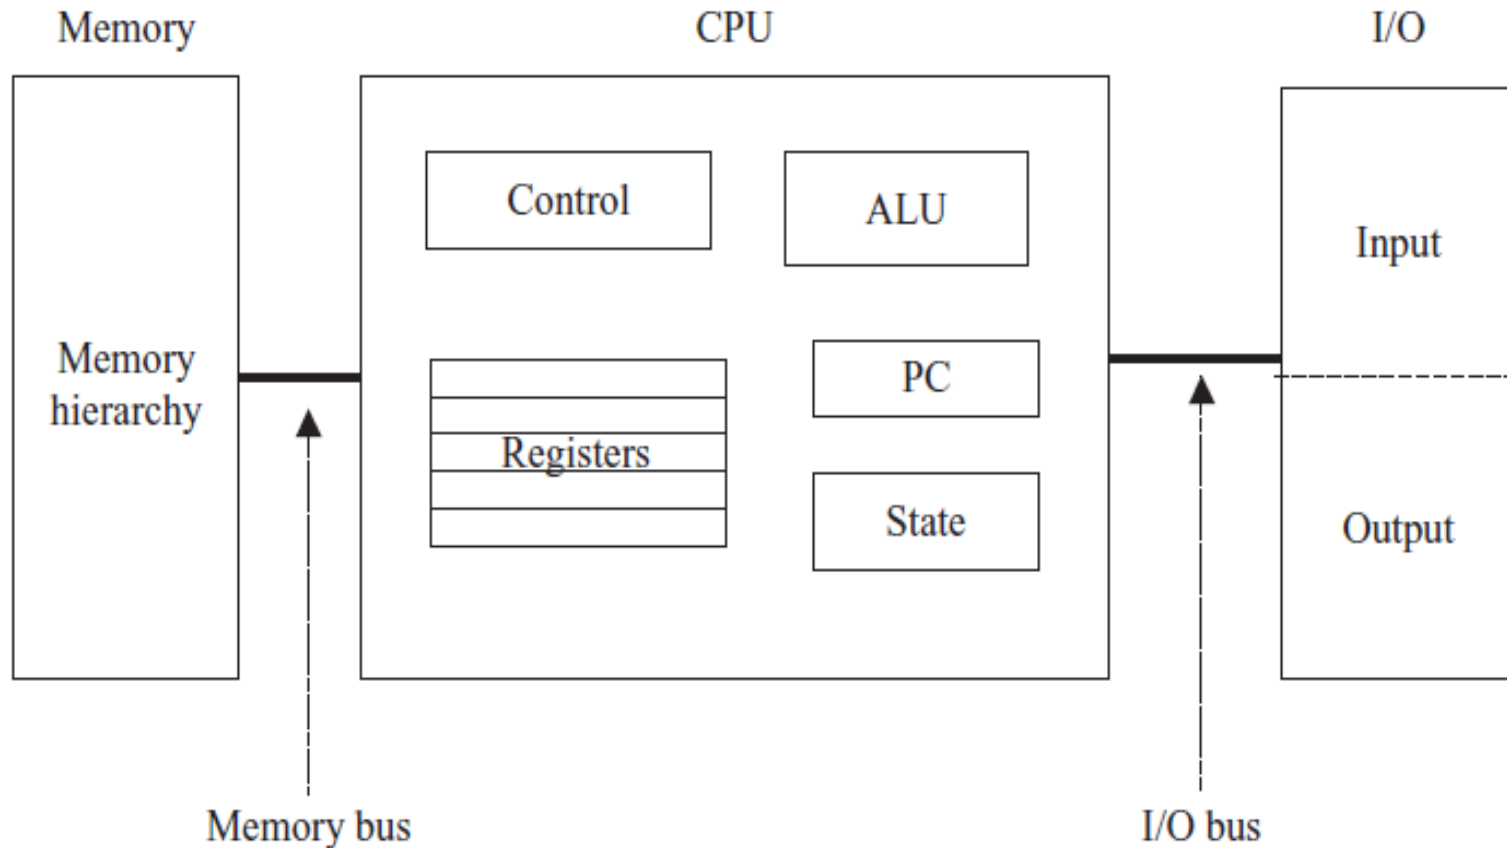 Memory
CPU
I/O
Control
ALU
Input
Memory
hierarchy
PC
Registers
State
Output
Memory bus
I/O bus